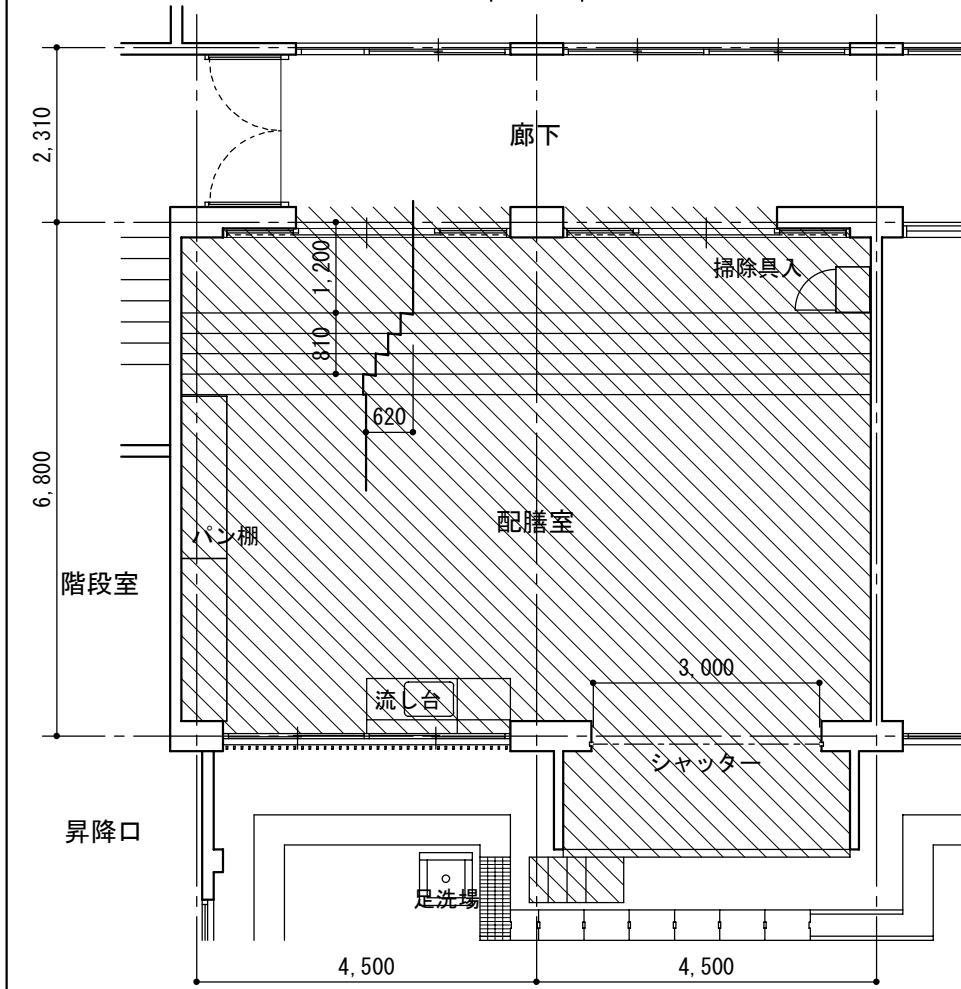 2,310
廊下
掃除具入
1,200
810
620
6,800
配膳室
パン棚
階段室
3,000
流し台
シャッター
昇降口
足洗場
4,500
4,500